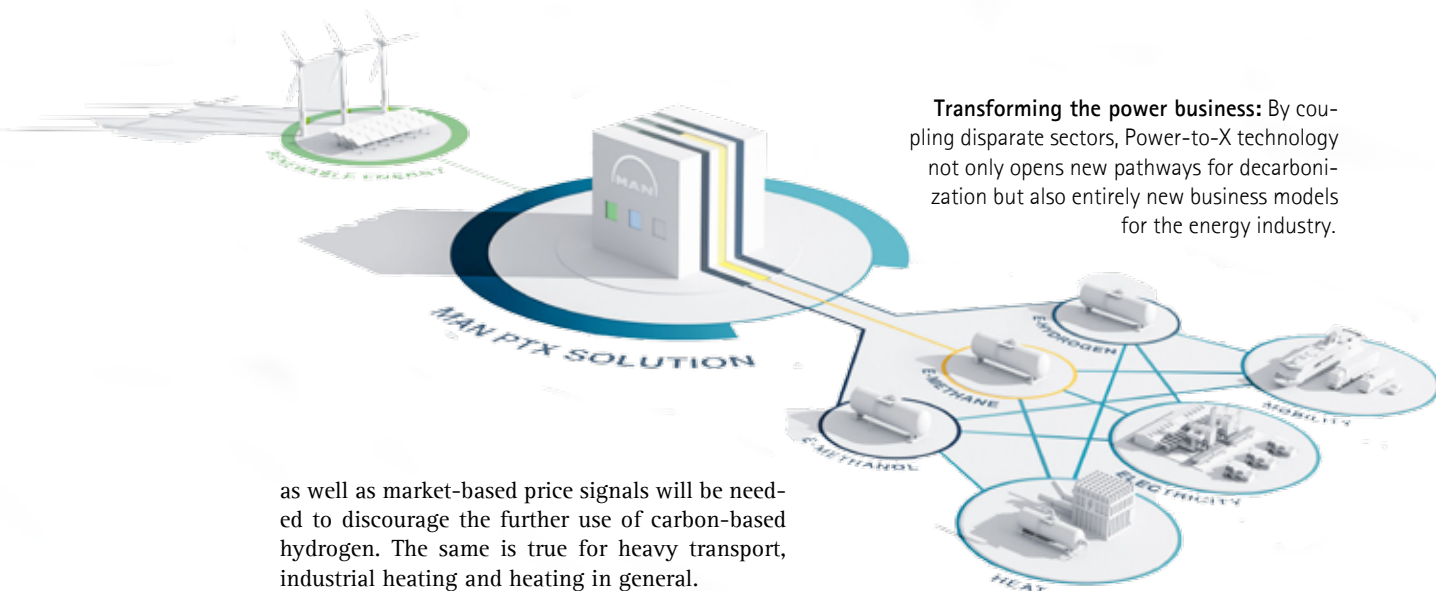 Transforming the power business: By cou-
pling disparate sectors, Power-to-X technology
not only opens new pathways for decarboni-
zation but also entirely new business models
for the energy industry.
RENEWABLE ENERGY
MAN
MAN PTX SOLUTION
E-HYDROGEN
E-METHANE
E-METHANOL
MOBILITY
ELECTRICITY
HEAT
as well as market-based price signals will be need-
ed to discourage the further use of carbon-based
hydrogen. The same is true for heavy transport,
industrial heating and heating in general.